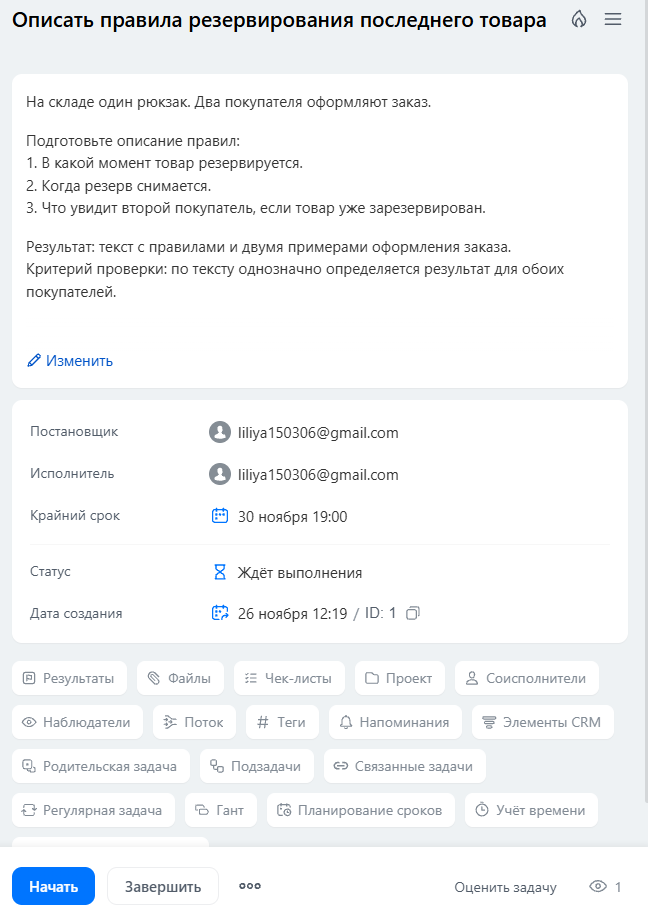 Описать правила резервирования последнего товара
На складе один рюкзак. Два покупателя оформляют заказ.
Подготовьте описание правил:
1. В какой момент товар резервируется.
2. Когда резерв снимается.
3. Что увидит второй покупатель, если товар уже зарезервирован.
Результат: текст с правилами и двумя примерами оформления заказа.
Критерий проверки: по тексту однозначно определяется результат для обоих
покупателей.
Изменить
Постановщик liliya150306@gmail.com
Исполнитель liliya150306@gmail.com
Крайний срок 30 ноября 19:00
Статус Ждёт выполнения
Дата создания 26 ноября 12:19 / ID: 1
Результаты Файлы Чек-листы Проект Соисполнители
Наблюдатели Поток Теги Напоминания Элементы CRM
Родительская задача Подзадачи Связанные задачи
Регулярная задача Гант Планирование сроков Учёт времени
Начать Завершить Оценить задачу 1